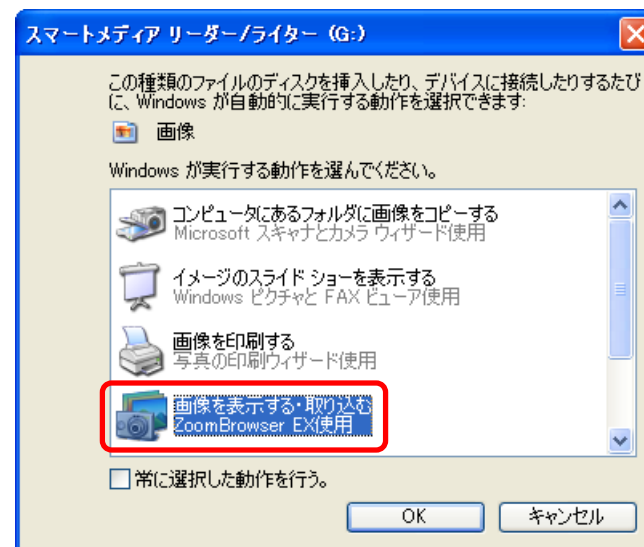 スマートメディア リーダー/ライター (G:)
この種類のファイルのディスクを挿入したり、デバイスに接続したりするたび
に、Windows が自動的に実行する動作を選択できます:
画像
Windows が実行する動作を選んでください。
コンピュータにあるフォルダに画像をコピーする
Microsoft スキャナとカメラ ウィザード使用
イメージのスライド ショーを表示する
Windows ピクチャと FAX ビューア使用
画像を印刷する
写真の印刷ウィザード使用
画像を表示する・取り込む
ZoomBrowser EX使用
常に選択した動作を行う。
OK
キャンセル